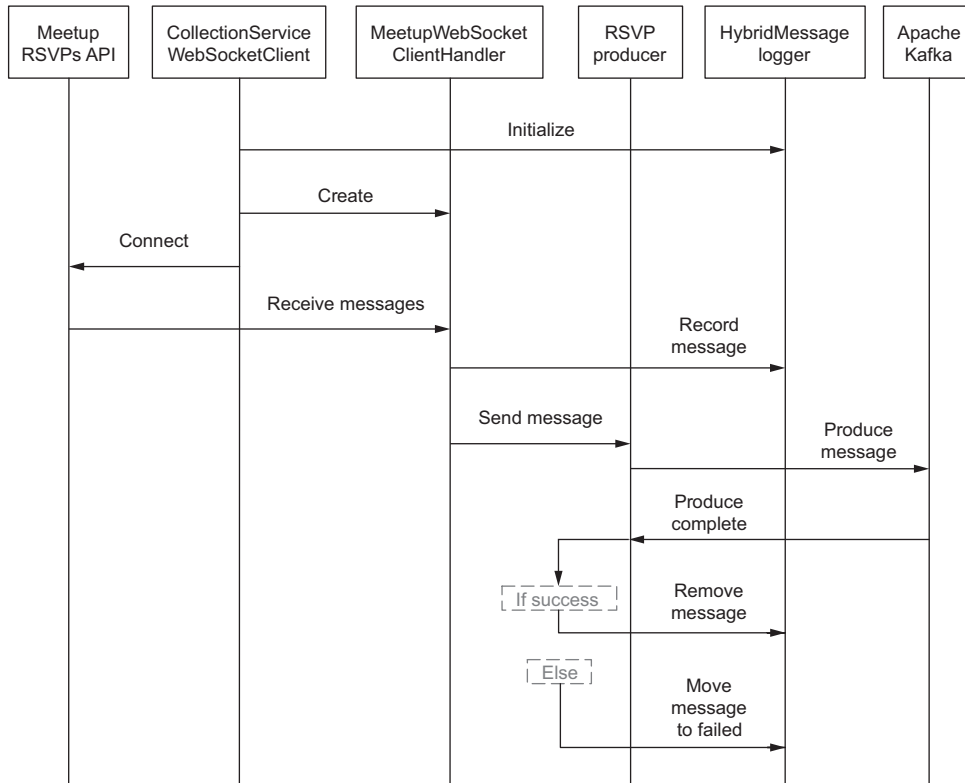 Meetup
RSVPs API
CollectionService
WebSocketClient
MeetupWebSocket
ClientHandler
RSVP
producer
HybridMessage
logger
Apache
Kafka
Initialize
Create
Connect
Receive messages
Record
message
Send message
Produce
message
Produce
complete
If success
Remove
message
Else
Move
message
to failed